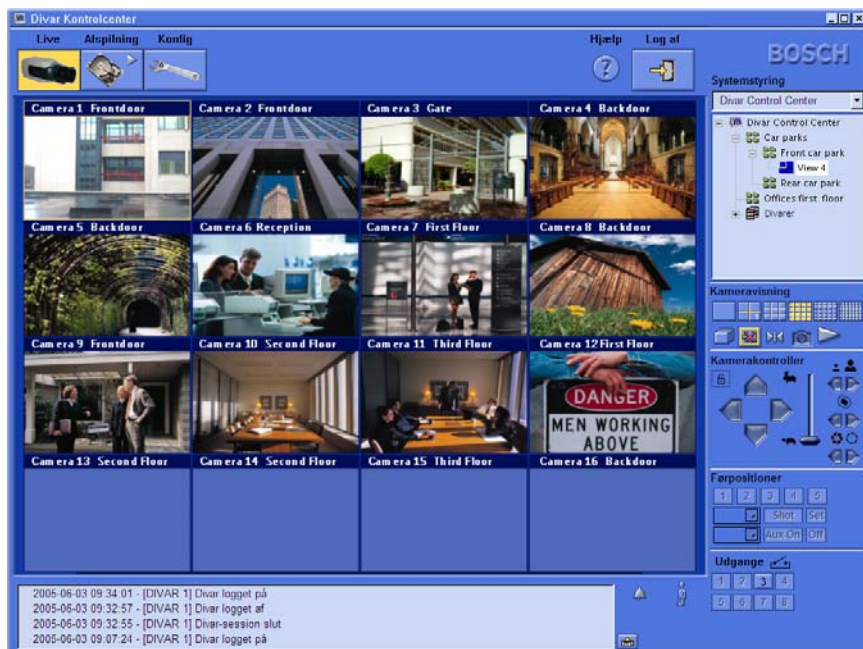 Divar Kontrolcenter
Live Afspilning Konfig Hjælp Log af
BOSCH
Systemstyring
Divar Control Center
Divar Control Center
Car parks
Front car park
View 4
Rear car park
Offices first floor
Divarer
Camera 1 Frontdoor
Camera 2 Frontdoor
Camera 3 Gate
Camera 4 Backdoor
Camera 5 Backdoor
Camera 6 Reception
Camera 7 First Floor
Camera 8 Backdoor
Camera 9 Frontdoor
Camera 10 Second Floor
Camera 11 Third Floor
Camera 12 First Floor
DANGER
MEN WORKING
ABOVE
Camera 13 Second Floor
Camera 14 Second Floor
Camera 15 Third Floor
Camera 16 Backdoor
Kameravisning
Kamerakontroller
Førpositioner
1 2 3 4 5
Shot Set
Aux On Off
Udgange
1 2 3 4
5 6 7 8
2005-06-03 09:34:01 - [DIVAR 1] Divar logget på
2005-06-03 09:32:57 - [DIVAR 1] Divar logget af
2005-06-03 09:32:55 - [DIVAR 1] Divar-session slut
2005-06-03 09:07:24 - [DIVAR 1] Divar logget på